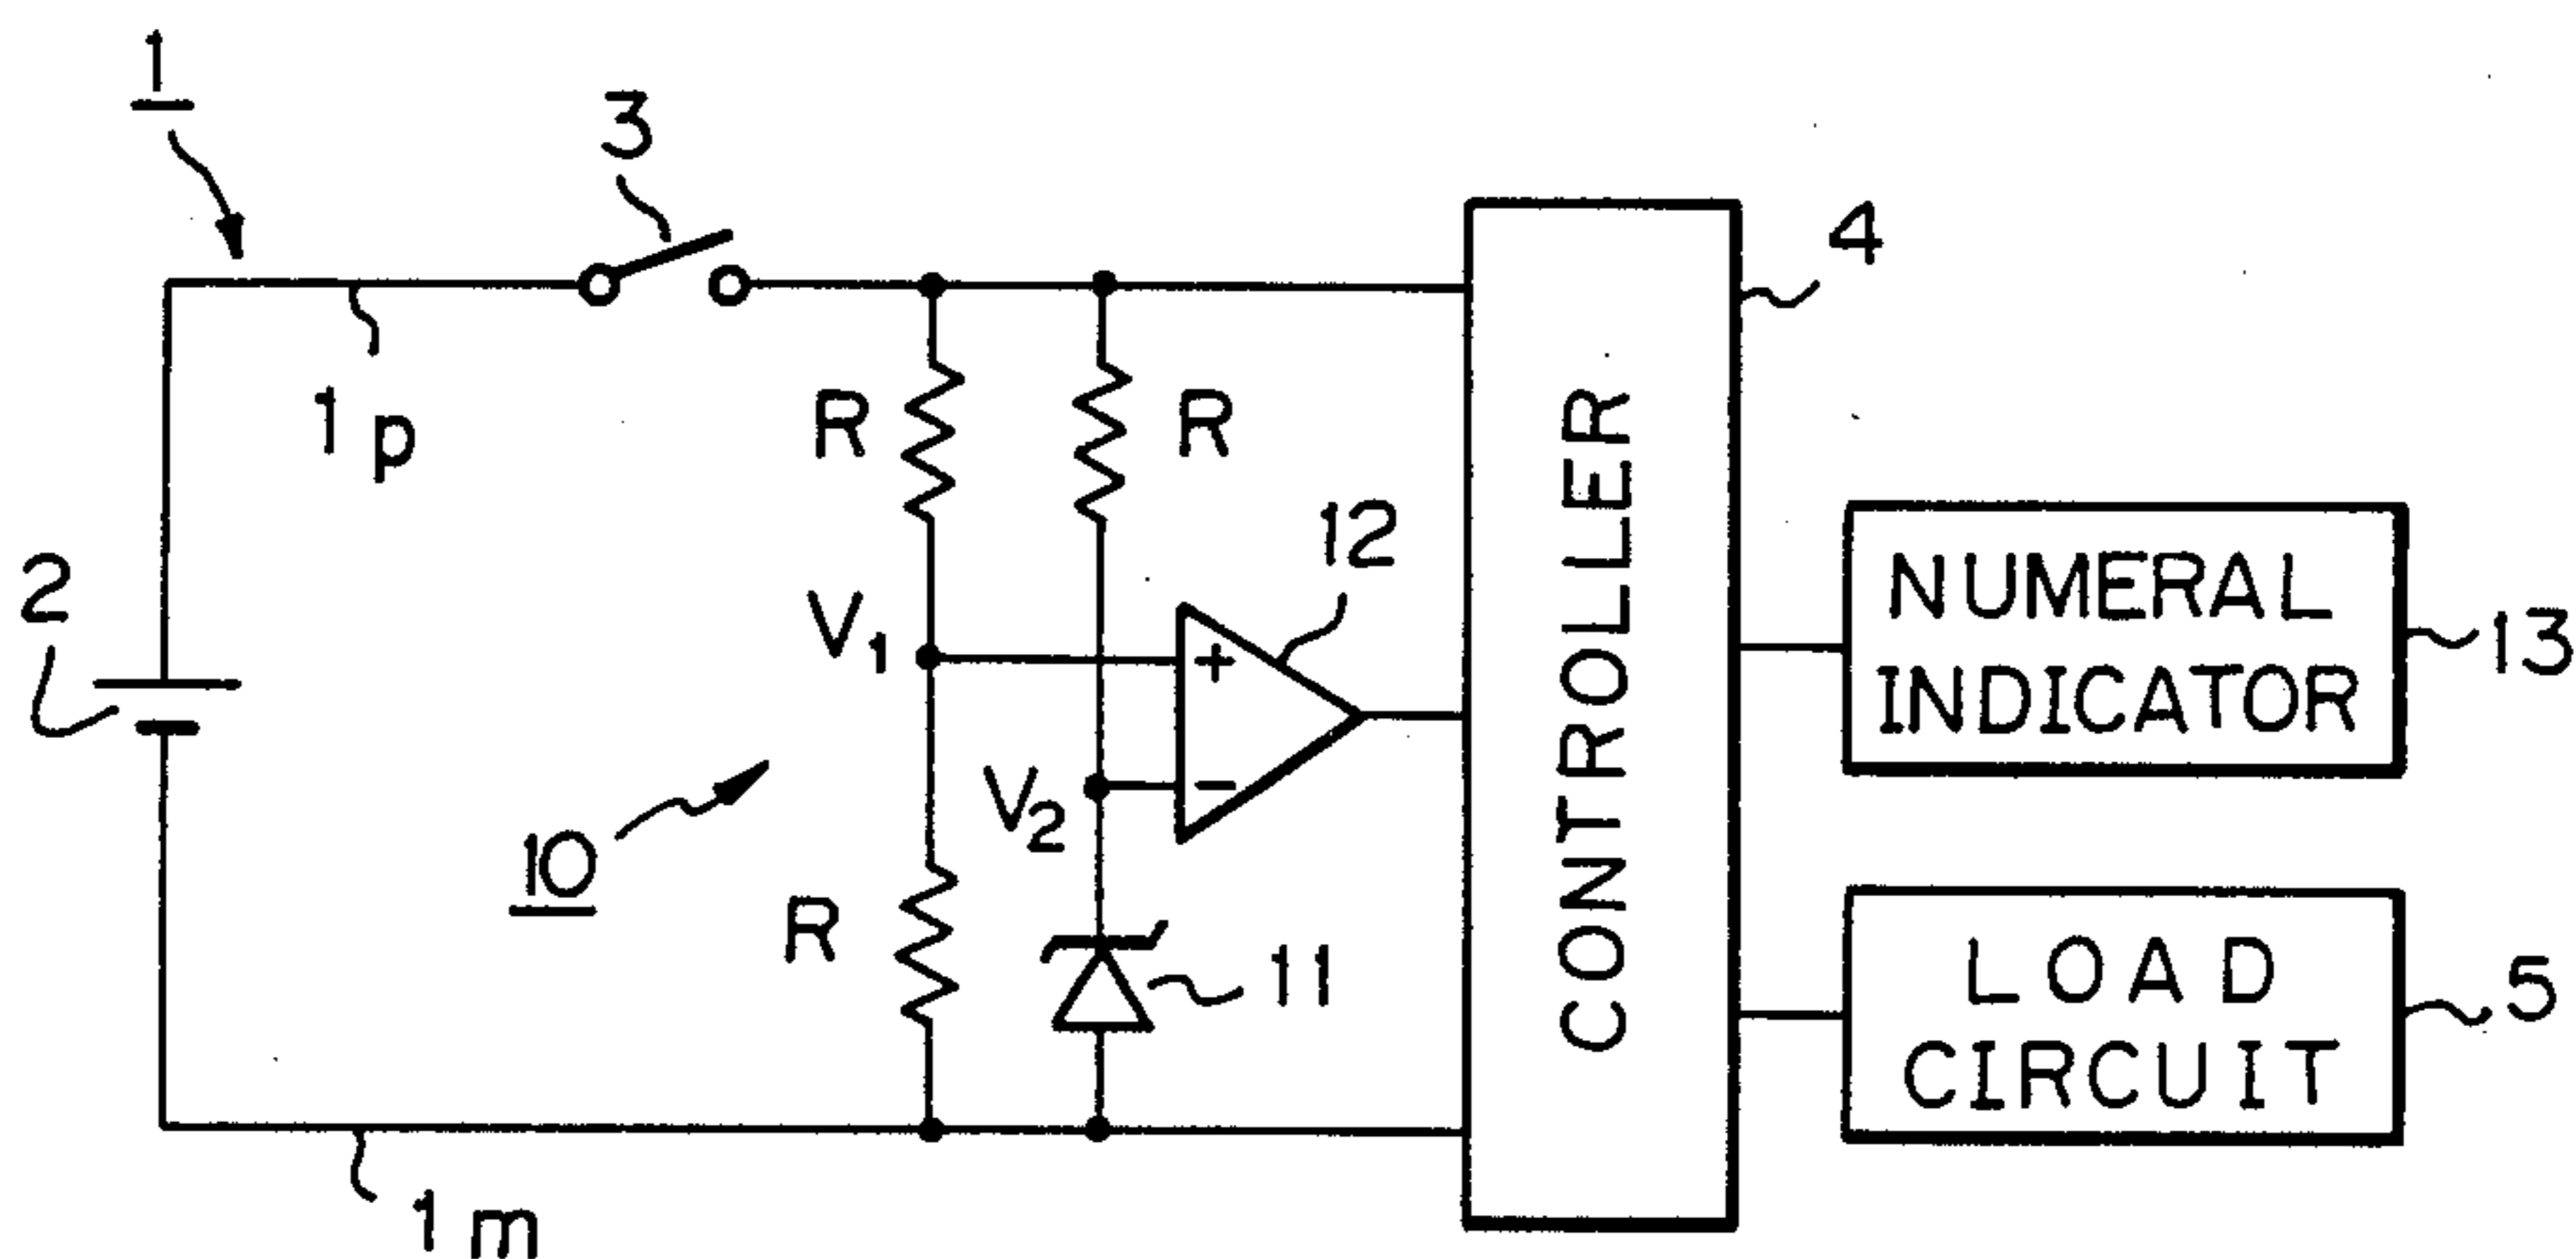 1
3
4
1p
R
R
12
2
V1
NUMERAL
INDICATOR
13
CONTROLLER
V2
10
R
11
LOAD
CIRCUIT
5
1m
+
−